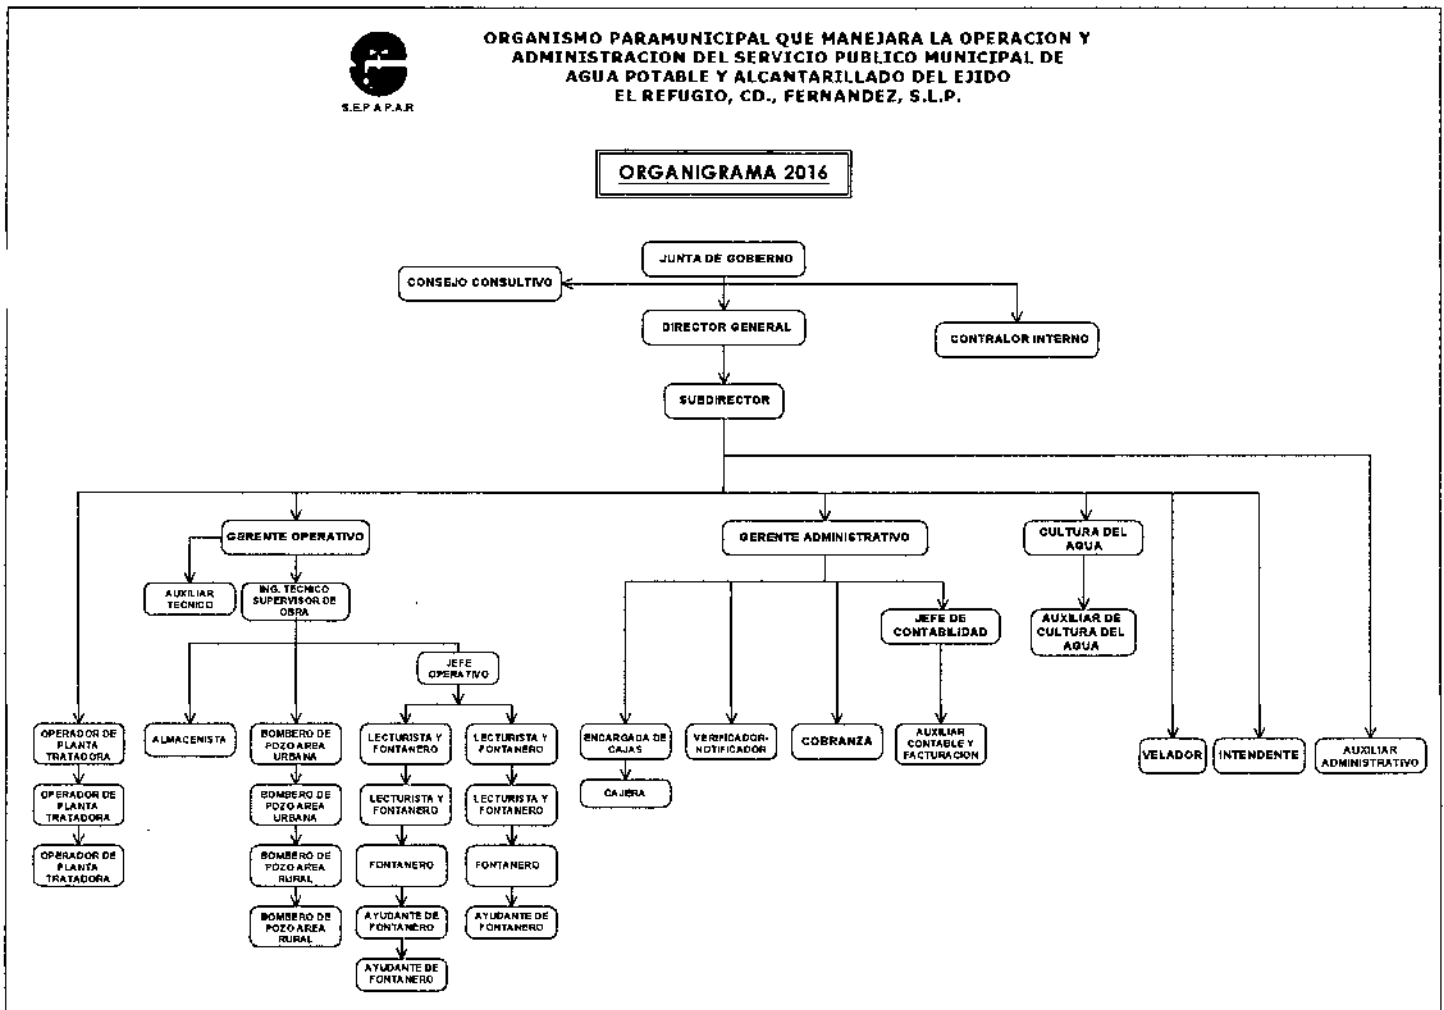 ORGANISMO PARAMUNICIPAL QUE MANEJARA LA OPERACION Y
ADMINISTRACION DEL SERVICIO PUBLICO MUNICIPAL DE
AGUA POTABLE Y ALCANTARILLADO DEL EJIDO
EL REFUGIO, CD., FERNANDEZ, S.L.P.
S.E.P.A.P.A.R
ORGANIGRAMA 2016
JUNTA DE GOBIERNO
CONSEJO CONSULTIVO
DIRECTOR GENERAL
CONTRALOR INTERNO
SUBDIRECTOR
GERENTE OPERATIVO
GERENTE ADMINISTRATIVO
CULTURA DEL
AGUA
AUXILIAR
TECNICO
ING. TECNICO
SUPERVISOR DE
OBRA
JEFE DE
CONTABILIDAD
AUXILIAR DE
CULTURA DEL
AGUA
JEFE
OPERATIVO
OPERADOR DE
PLANTA
TRATADORA
ALMACENISTA
BOMBERO DE
POZO AREA
URBANA
LECTURISTA Y
FONTANERO
LECTURISTA Y
FONTANERO
ENCARGADA DE
CAJAS
VERIFICADOR-
NOTIFICADOR
COBRANZA
AUXILIAR
CONTABLE Y
FACTURACION
VELADOR
INTENDENTE
AUXILIAR
ADMINISTRATIVO
OPERADOR DE
PLANTA
TRATADORA
BOMBERO DE
POZO AREA
URBANA
LECTURISTA Y
FONTANERO
LECTURISTA Y
FONTANERO
CAJERA
OPERADOR DE
PLANTA
TRATADORA
BOMBERO DE
POZO AREA
RURAL
FONTANERO
FONTANERO
BOMBERO DE
POZO AREA
RURAL
AYUDANTE DE
FONTANERO
AYUDANTE DE
FONTANERO
AYUDANTE DE
FONTANERO